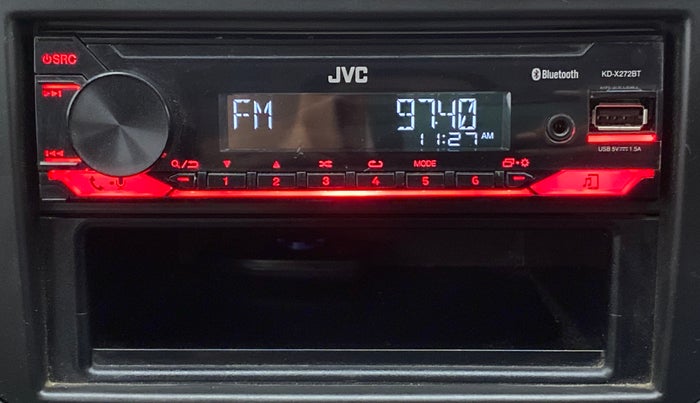 ⏻SRC
JVC
Bluetooth
KD-X272BT
FM 97.40
11:27 AM
USB 5V⎓ 1.5A
MODE
1 2 3 4 5 6